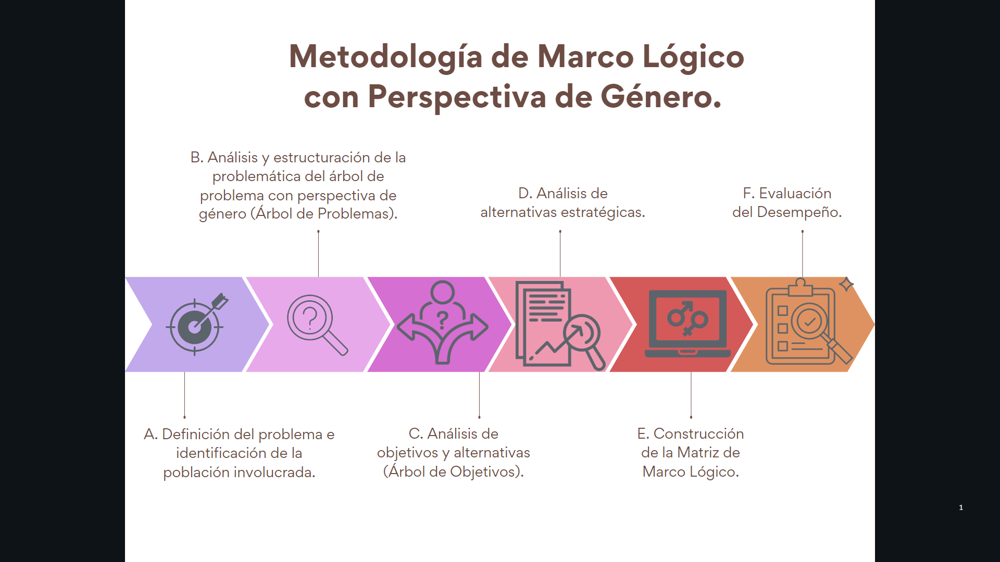 Metodología de Marco Lógico
con Perspectiva de Género.
B. Análisis y estructuración de la
problemática del árbol de
problema con perspectiva de
género (Árbol de Problemas).
D. Análisis de
alternativas estratégicas.
F. Evaluación
del Desempeño.
?
?
A. Definición del problema e
identificación de la
población involucrada.
C. Análisis de
objetivos y alternativas
(Árbol de Objetivos).
E. Construcción
de la Matriz de
Marco Lógico.
1